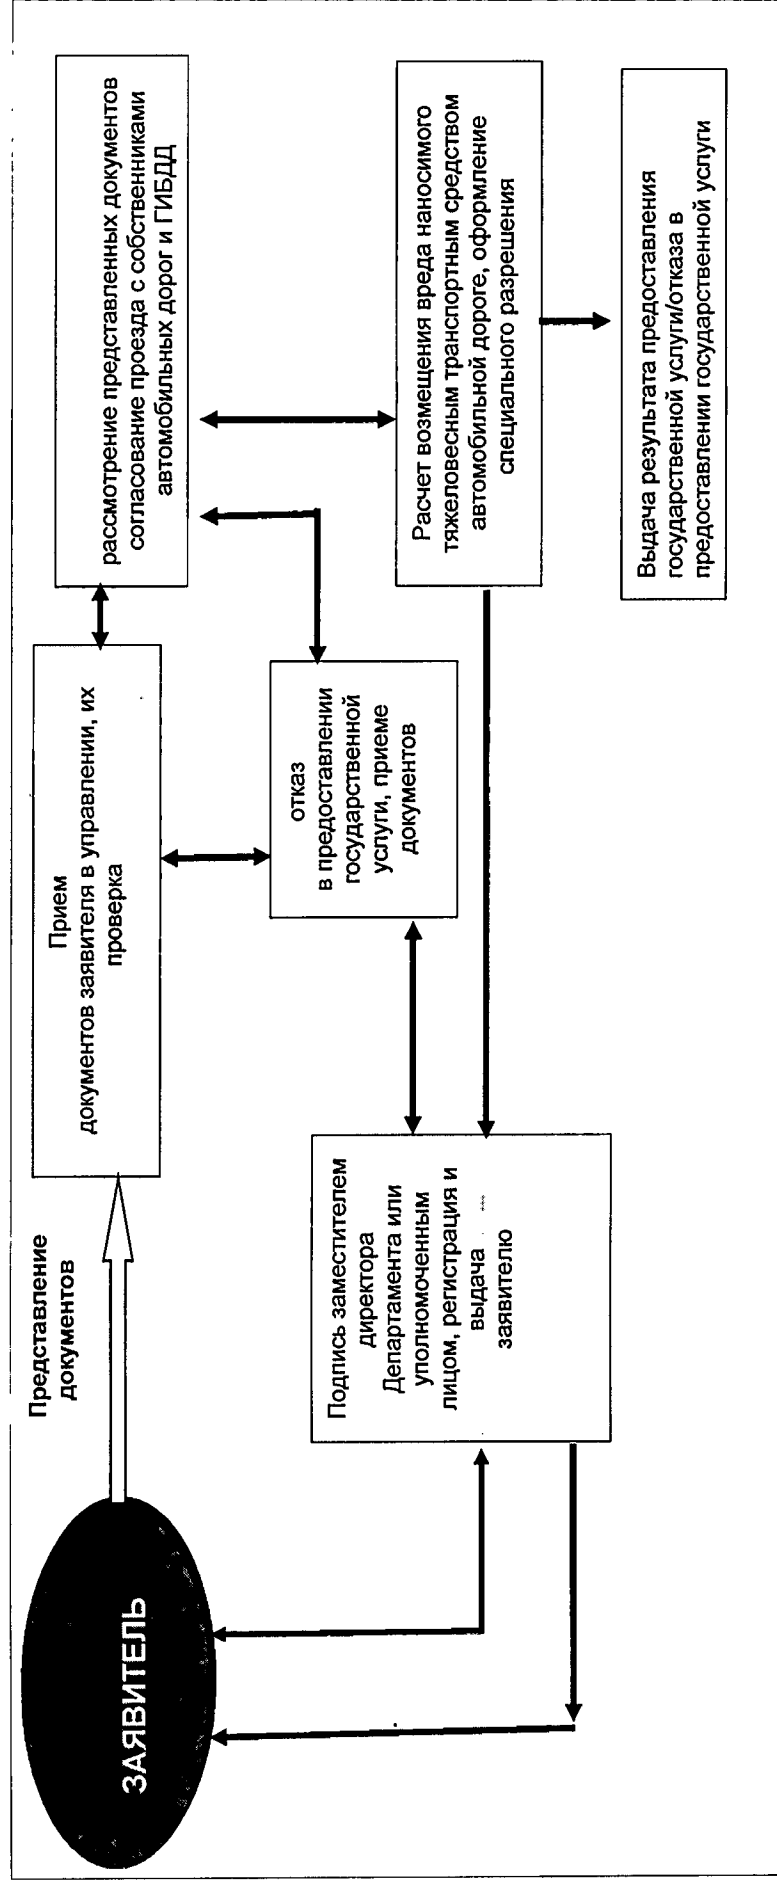 ЗАЯВИТЕЛЬ
Представление
документов
Прием
документов заявителя в управлении, их
проверка
рассмотрение представленных документов
согласование проезда с собственниками
автомобильных дорог и ГИБДД
отказ
в предоставлении
государственной
услуги, приеме
документов
Подпись заместителем
директора
Департамента или
уполномоченным
лицом, регистрация и
выдача
заявителю
Расчет возмещения вреда наносимого
тяжеловесным транспортным средством
автомобильной дороге, оформление
специального разрешения
Выдача результата предоставления
государственной услуги/отказа в
предоставлении государственной услуги